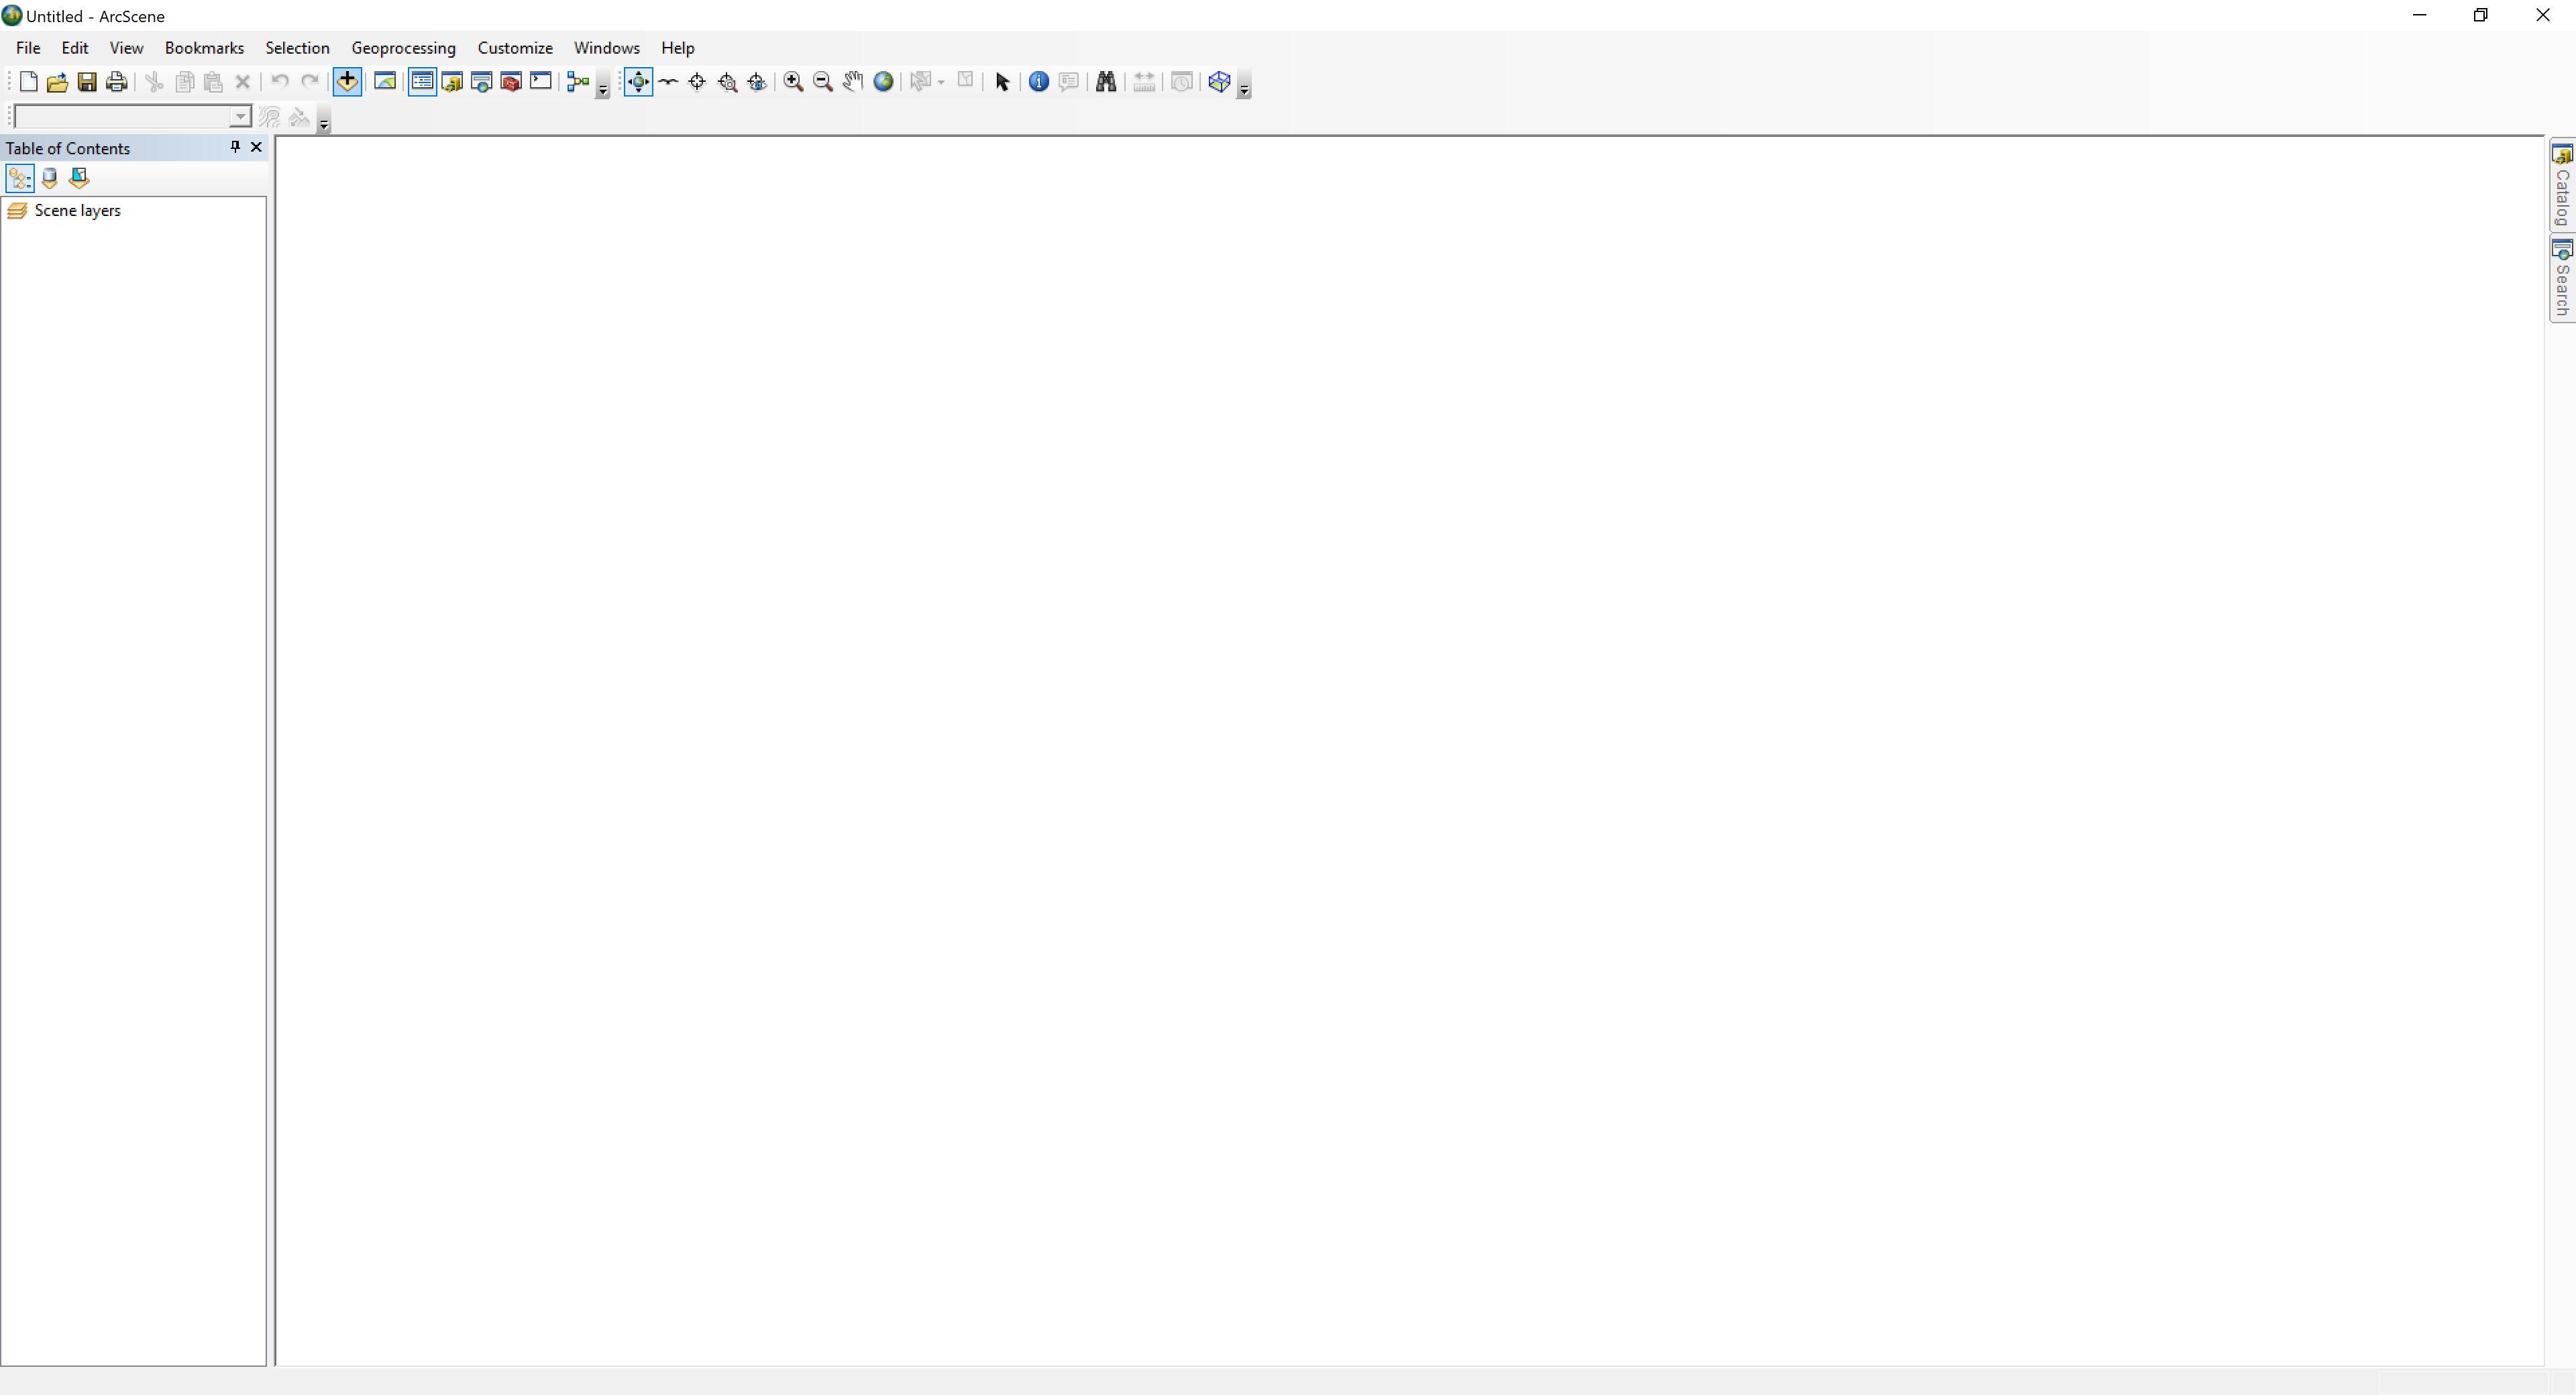 Untitled - ArcScene
File Edit View Bookmarks Selection Geoprocessing Customize Windows Help
Table of Contents
Scene layers
Catalog
Search